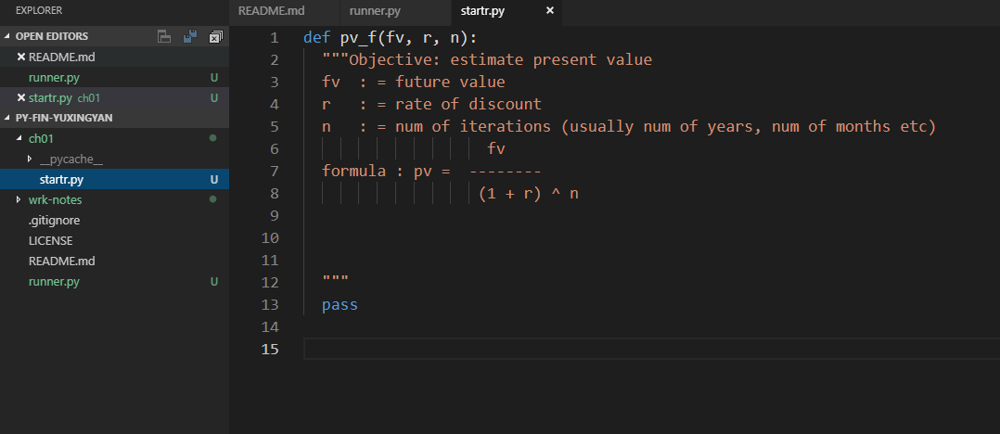 EXPLORER
OPEN EDITORS
README.md
runner.py U
startr.py ch01 U
PY-FIN-YUXINGYAN
ch01
__pycache__
startr.py U
wrk-notes
.gitignore
LICENSE
README.md
runner.py U
README.md runner.py startr.py
1 def pv_f(fv, r, n):
2 """Objective: estimate present value
3 fv : = future value
4 r : = rate of discount
5 n : = num of iterations (usually num of years, num of months etc)
6 fv
7 formula : pv = --------
8 (1 + r) ^ n
9
10
11
12 """
13 pass
14
15